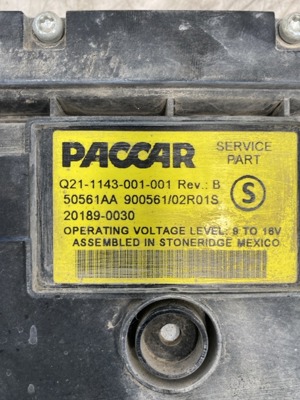 PACCAR SERVICE PART
Q21-1143-001-001 Rev.: B
50561AA 900561/02R01S
S
20189-0030
OPERATING VOLTAGE LEVEL: 9 TO 16V
ASSEMBLED IN STONERIDGE MEXICO.